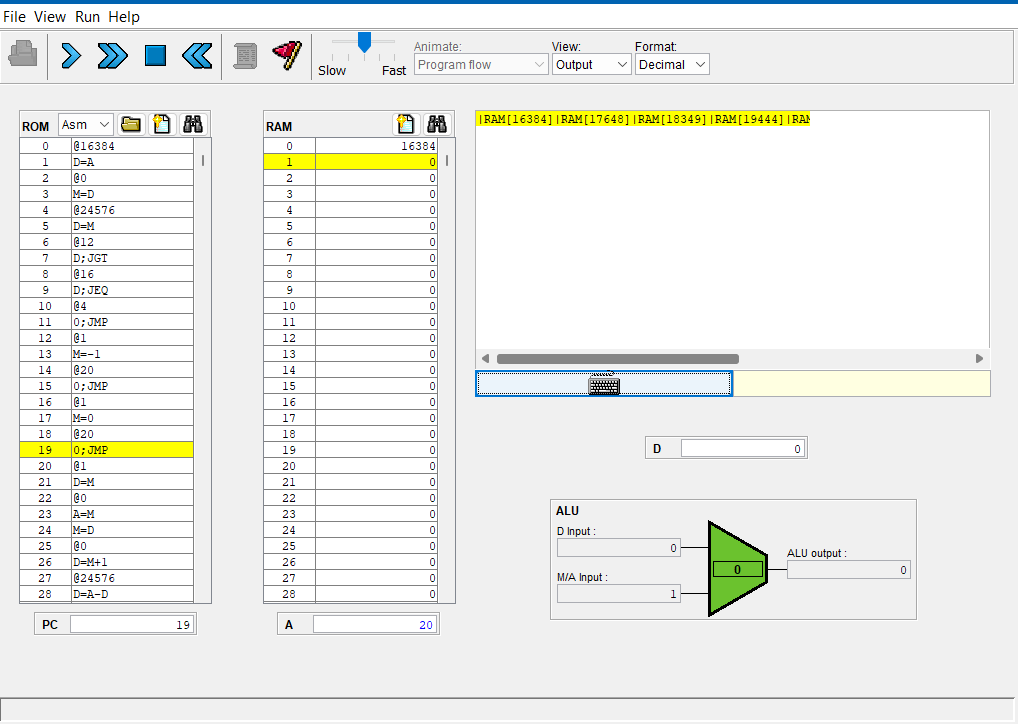 File View Run Help
Slow Fast
Animate:
Program flow
View:
Output
Format:
Decimal
ROM Asm
0 @16384
1 D=A
2 @0
3 M=D
4 @24576
5 D=M
6 @12
7 D;JGT
8 @16
9 D;JEQ
10 @4
11 0;JMP
12 @1
13 M=-1
14 @20
15 0;JMP
16 @1
17 M=0
18 @20
19 0;JMP
20 @1
21 D=M
22 @0
23 A=M
24 M=D
25 @0
26 D=M+1
27 @24576
28 D=A-D
PC 19
RAM
0 16384
1 0
2 0
3 0
4 0
5 0
6 0
7 0
8 0
9 0
10 0
11 0
12 0
13 0
14 0
15 0
16 0
17 0
18 0
19 0
20 0
21 0
22 0
23 0
24 0
25 0
26 0
27 0
28 0
A 20
|RAM[16384]|RAM[17648]|RAM[18349]|RAM[19444]|RAM
D 0
ALU
D Input :
0
M/A Input :
1
0
ALU output :
0